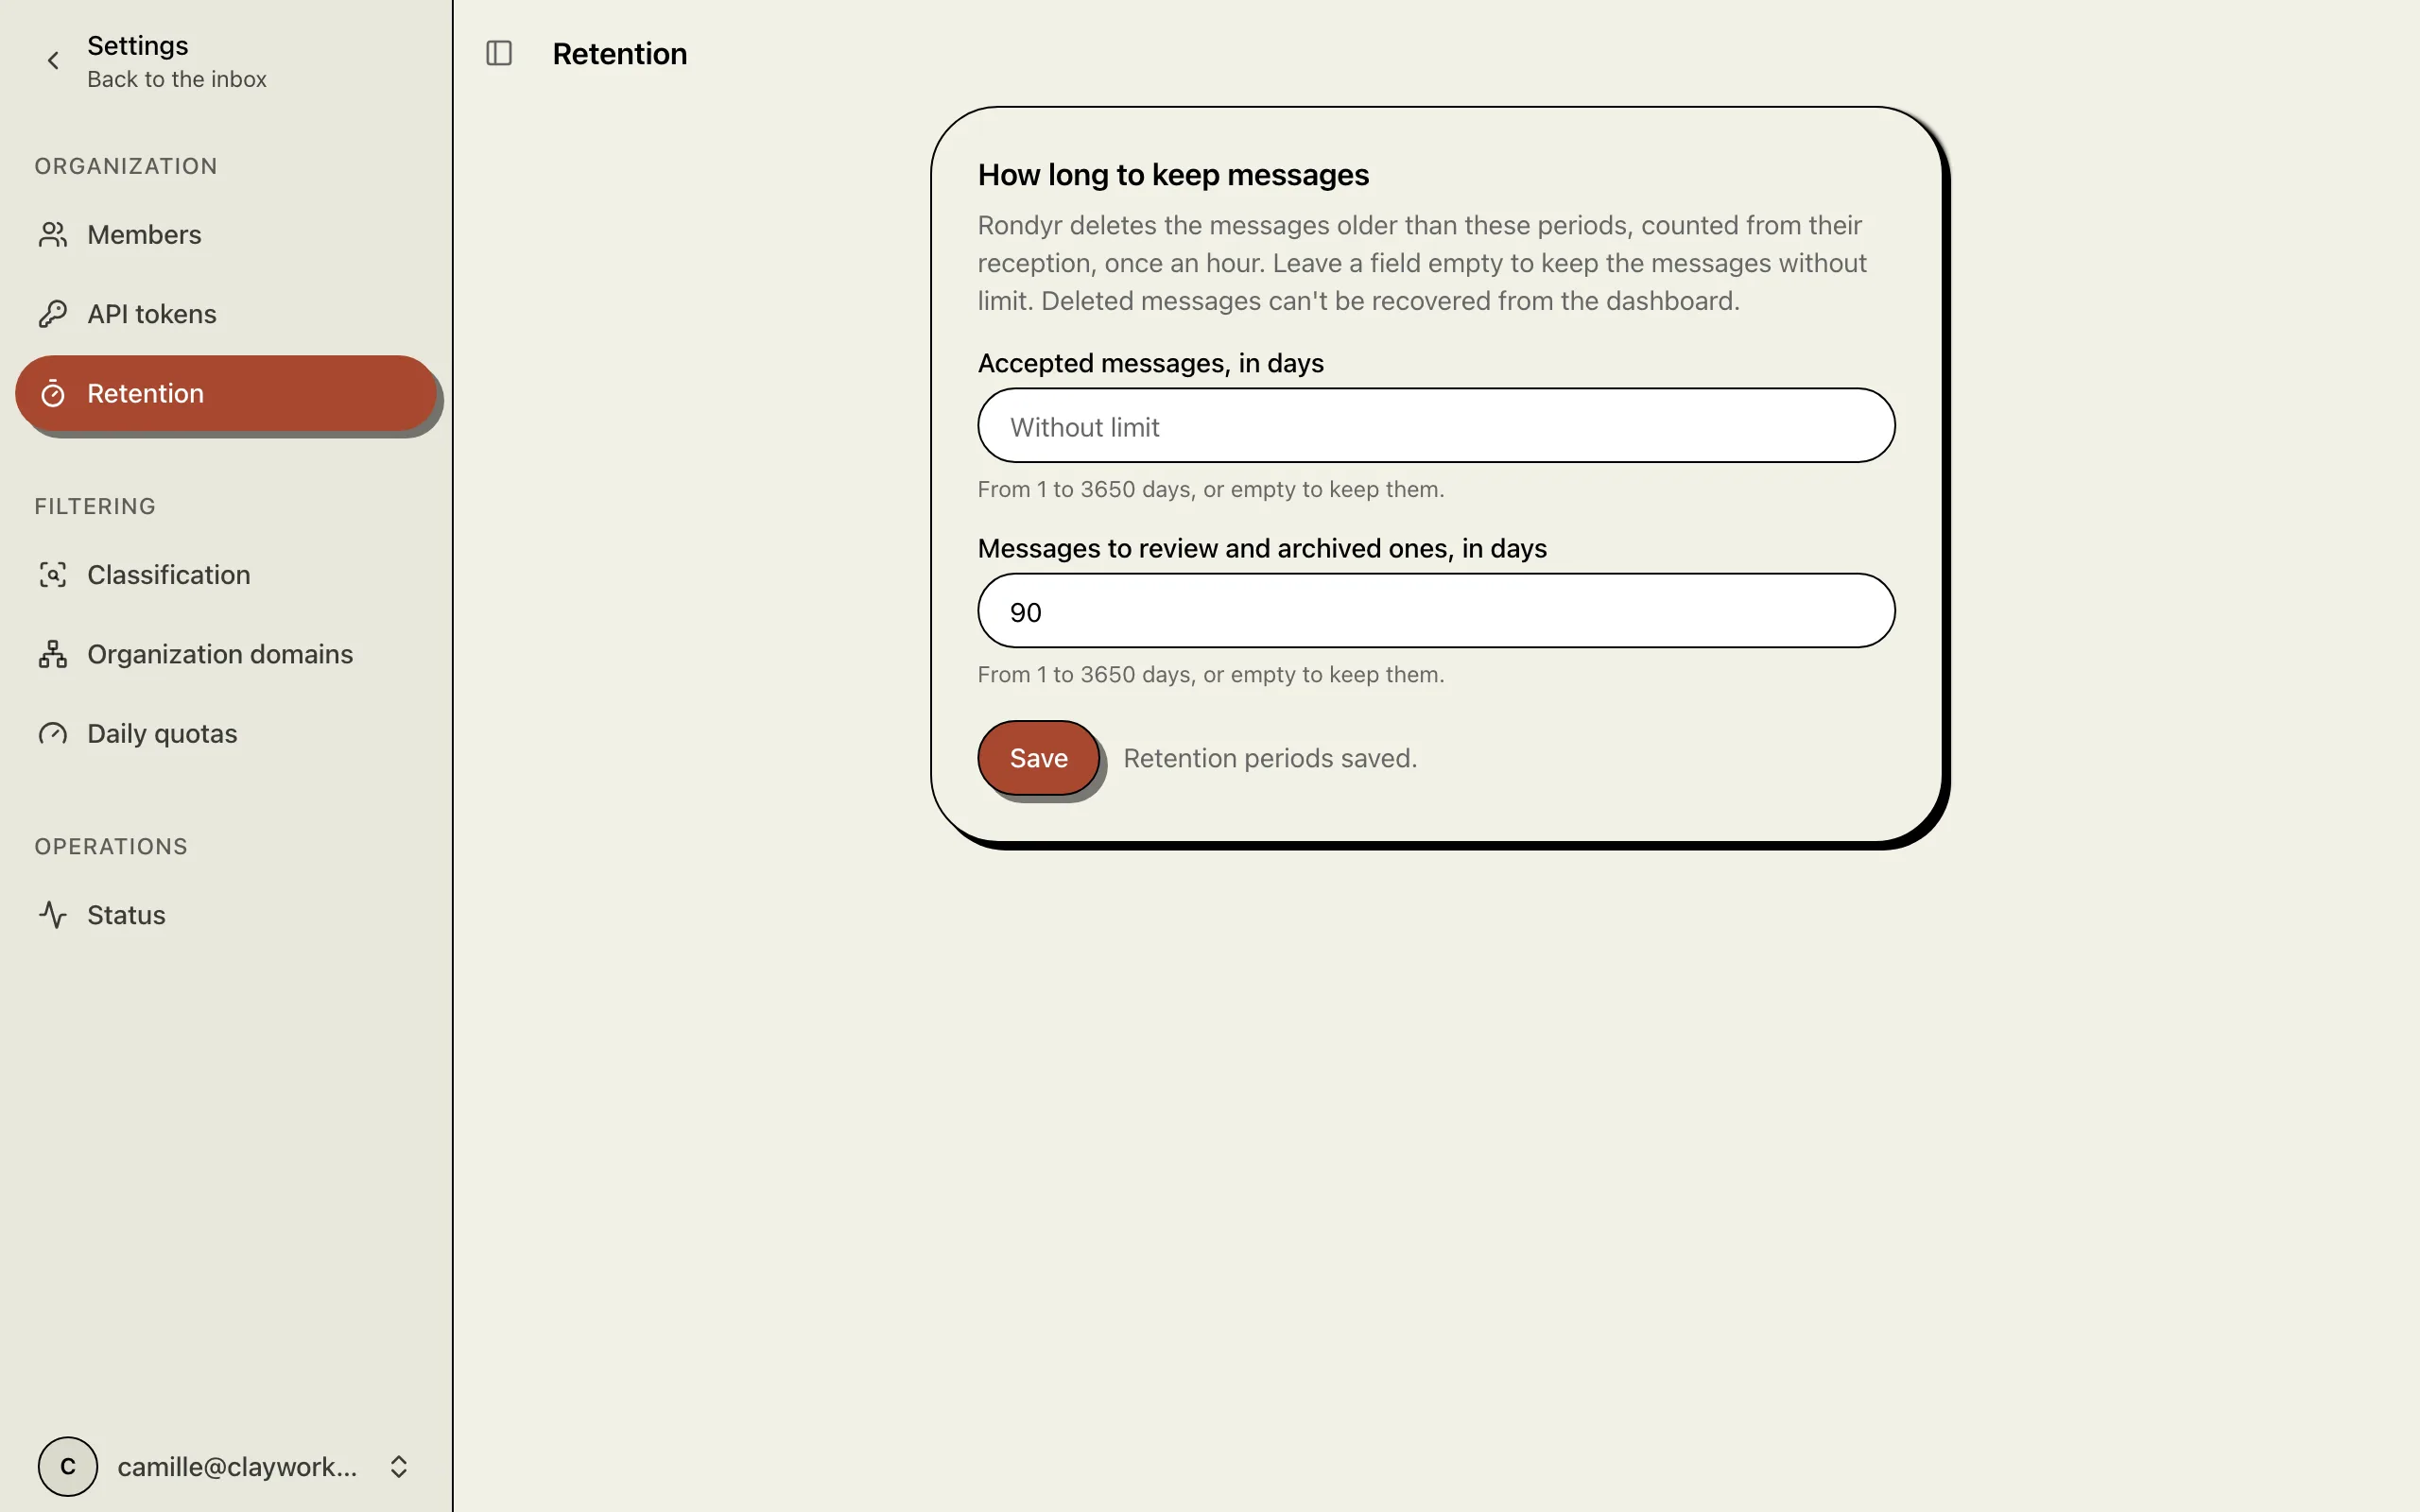 Settings
Back to the inbox
ORGANIZATION
Members
API tokens
Retention
FILTERING
Classification
Organization domains
Daily quotas
OPERATIONS
Status
C
camille@claywork...
Retention
How long to keep messages
Rondyr deletes the messages older than these periods, counted from their
reception, once an hour. Leave a field empty to keep the messages without
limit. Deleted messages can't be recovered from the dashboard.
Accepted messages, in days
Without limit
From 1 to 3650 days, or empty to keep them.
Messages to review and archived ones, in days
90
From 1 to 3650 days, or empty to keep them.
Save
Retention periods saved.